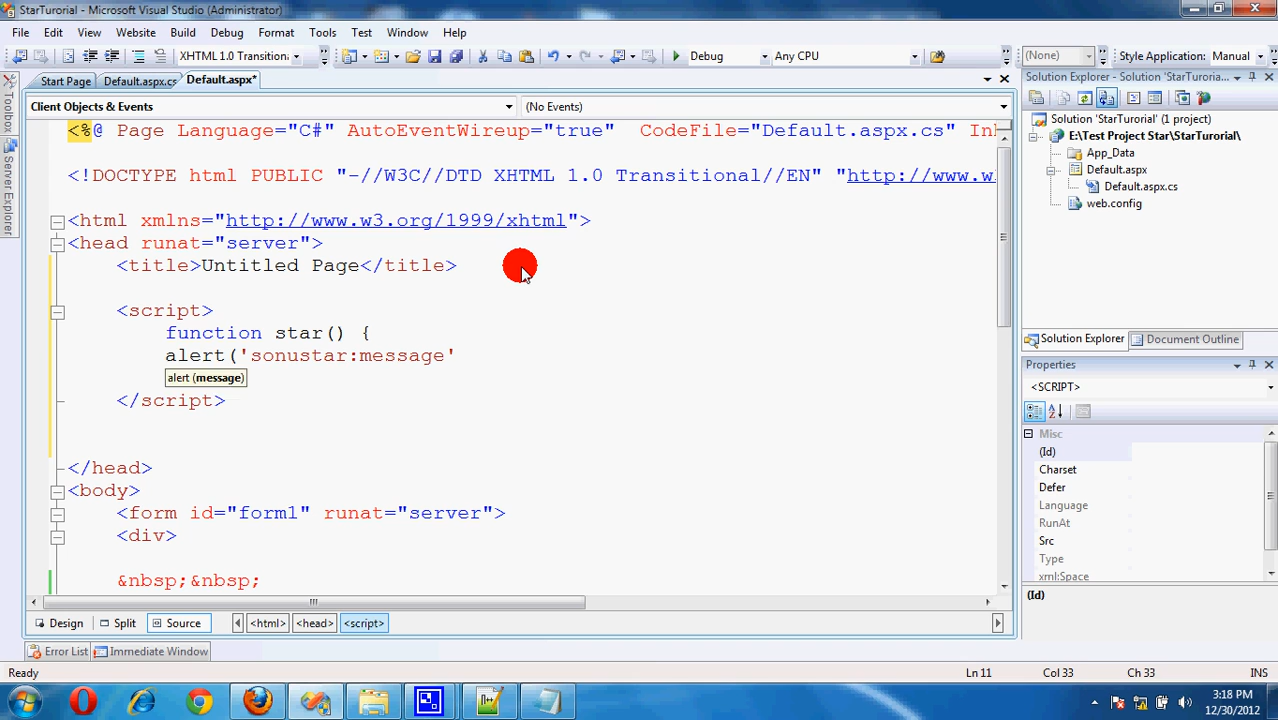 StarTurorial - Microsoft Visual Studio (Administrator)
File Edit View Website Build Debug Format Tools Test Window Help
XHTML 1.0 Transition Debug Any CPU (None) Style Application: Manual
Start Page Default.aspx.cs Default.aspx*
Client Objects & Events (No Events)
<%@ Page Language="C#" AutoEventWireup="true" CodeFile="Default.aspx.cs" Inh
<!DOCTYPE html PUBLIC "-//W3C//DTD XHTML 1.0 Transitional//EN" "http://www.w
<html xmlns="http://www.w3.org/1999/xhtml">
<head runat="server">
<title>Untitled Page</title>
<script>
function star() {
alert('sonustar:message'
alert (message)
</script>
</head>
<body>
<form id="form1" runat="server">
<div>
&nbsp;&nbsp;
Design Split Source <html> <head> <script>
Error List Immediate Window
Toolbox
Server Explorer
Solution Explorer - Solution 'StarTuroria...
Solution 'StarTurorial' (1 project)
E:\Test Project Star\StarTurorial\
App_Data
Default.aspx
Default.aspx.cs
web.config
Solution Explorer Document Outline
Properties
<SCRIPT>
Misc
(Id)
Charset
Defer
Language
RunAt
Src
Type
xml:Space
(Id)
Ready Ln 11 Col 33 Ch 33 INS
3:18 PM
12/30/2012